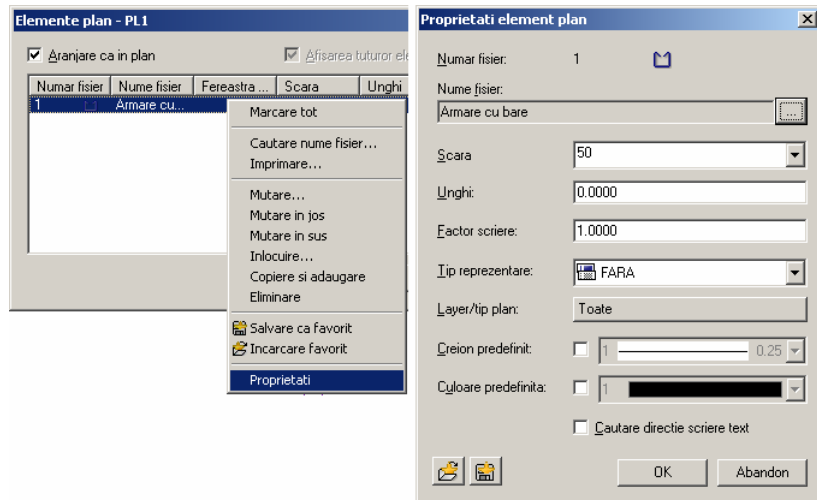 Elemente plan - PL1
Aranjare ca in plan
Afisarea tuturor ele
Numar fisier Nume fisier Fereastra ... Scara Unghi
1 Armare cu...
Marcare tot
Cautare nume fisier...
Imprimare...
Mutare...
Mutare in jos
Mutare in sus
Inlocuire...
Copiere si adaugare
Eliminare
Salvare ca favorit
Incarcare favorit
Proprietati
Proprietati element plan
Numar fisier: 1
Nume fisier:
Armare cu bare ...
Scara 50
Unghi: 0.0000
Factor scriere: 1.0000
Tip reprezentare: FARA
Layer/tip plan: Toate
Creion predefinit: 1 0.25
Culoare predefinita: 1
Cautare directie scriere text
OK Abandon